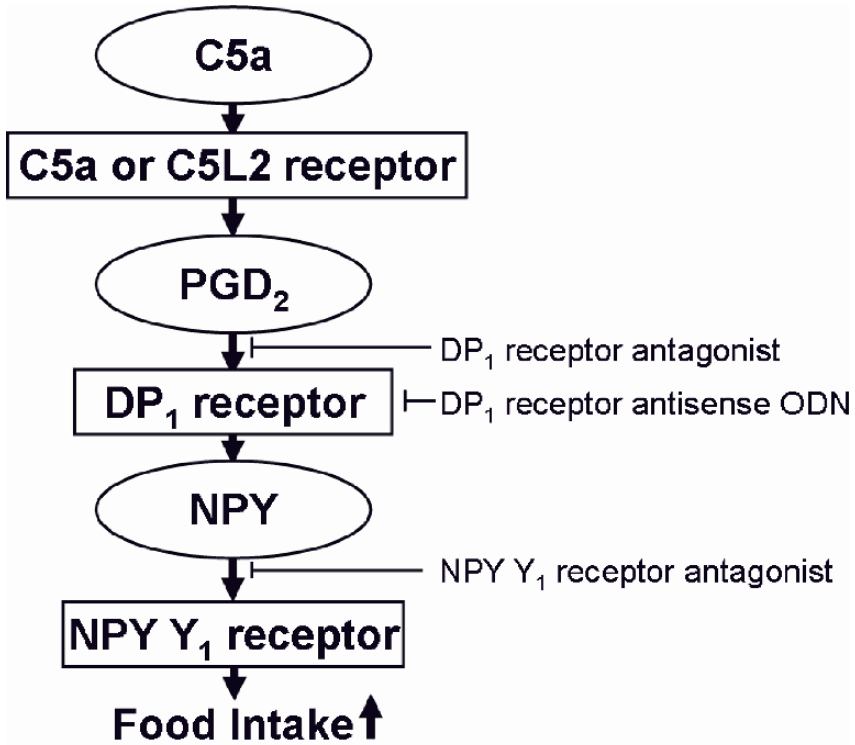 C5a
C5a or C5L2 receptor
PGD₂
DP₁ receptor antagonist
DP₁ receptor
DP₁ receptor antisense ODN
NPY
NPY Y₁ receptor antagonist
NPY Y₁ receptor
Food Intake⬆